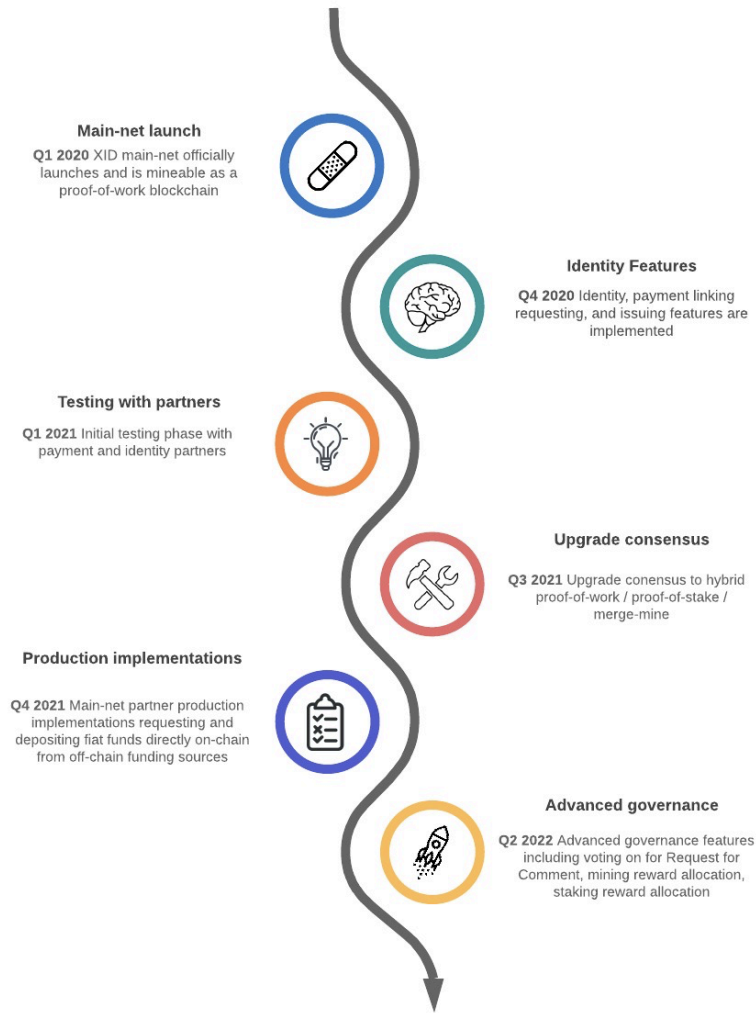 Main-net launch
Q1 2020 XID main-net officially
launches and is mineable as a
proof-of-work blockchain
Identity Features
Q4 2020 Identity, payment linking
requesting, and issuing features are
implemented
Testing with partners
Q1 2021 Initial testing phase with
payment and identity partners
Upgrade consensus
Q3 2021 Upgrade conensus to hybrid
proof-of-work / proof-of-stake /
merge-mine
Production implementations
Q4 2021 Main-net partner production
implementations requesting and
depositing fiat funds directly on-chain
from off-chain funding sources
Advanced governance
Q2 2022 Advanced governance features
including voting on for Request for
Comment, mining reward allocation,
staking reward allocation